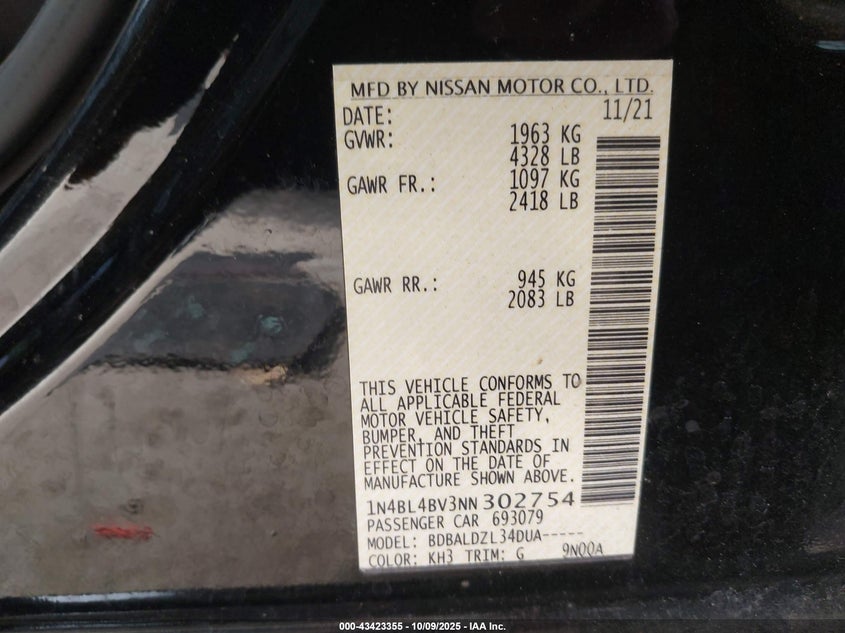 MFD BY NISSAN MOTOR CO., LTD.
DATE: 11/21
GVWR: 1963 KG
4328 LB
GAWR FR.: 1097 KG
2418 LB
GAWR RR.: 945 KG
2083 LB
THIS VEHICLE CONFORMS TO
ALL APPLICABLE FEDERAL
MOTOR VEHICLE SAFETY,
BUMPER, AND THEFT
PREVENTION STANDARDS IN
EFFECT ON THE DATE OF
MANUFACTURE SHOWN ABOVE.
1N4BL4BV3NN302754
PASSENGER CAR 693079
MODEL: BDBALDZL34DUA-----
COLOR: KH3 TRIM: G 9N00A
000-43423355 - 10/09/2025 - IAA Inc.